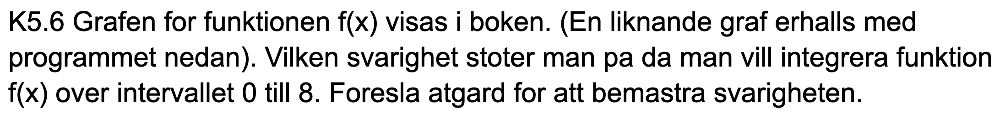 K5.6 Grafen for funktionen f(x) visas i boken. (En liknande graf erhalls med
programmet nedan). Vilken svarighet stoter man pa da man vill integrera funktion
f(x) over intervallet 0 till 8. Foresla atgard for att bemastra svarigheten.